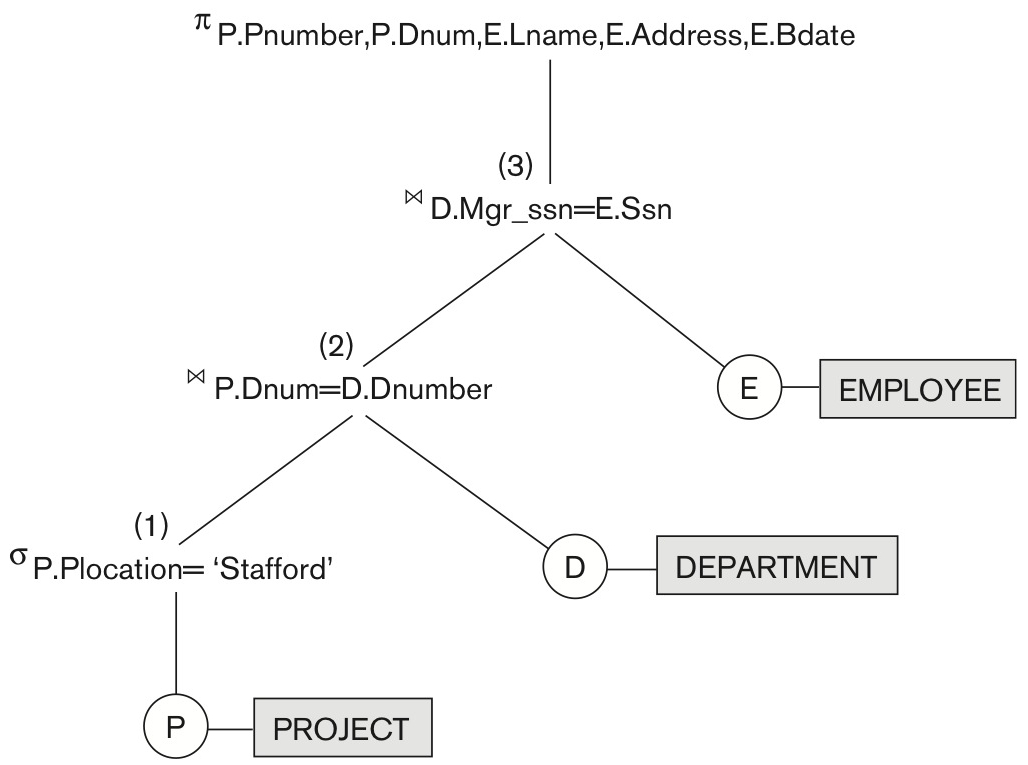 π P.Pnumber,P.Dnum,E.Lname,E.Address,E.Bdate
(3)
⋈ D.Mgr_ssn=E.Ssn
(2)
⋈ P.Dnum=D.Dnumber
E
EMPLOYEE
(1)
σ P.Plocation= ‘Stafford’
D
DEPARTMENT
P
PROJECT